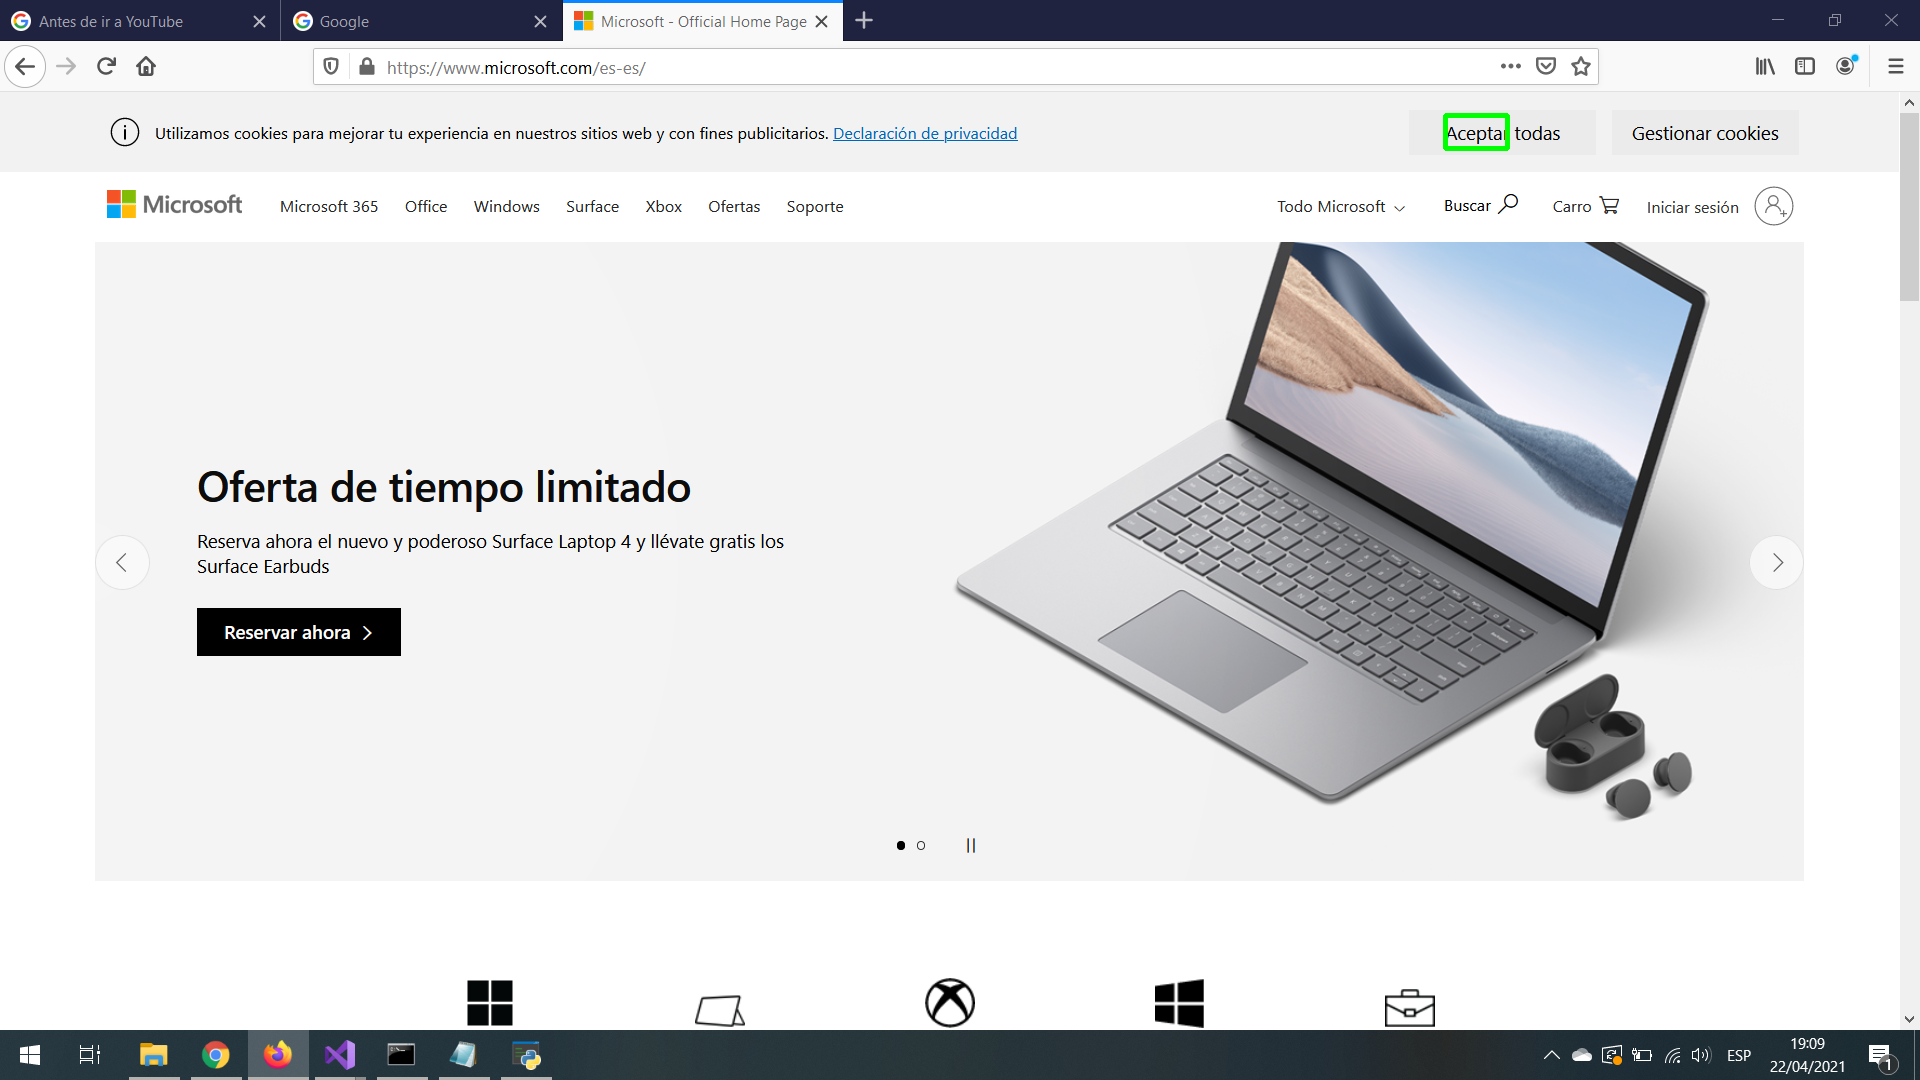 Antes de ir a YouTube
Google
Microsoft - Official Home Page
https://www.microsoft.com/es-es/
Utilizamos cookies para mejorar tu experiencia en nuestros sitios web y con fines publicitarios. Declaración de privacidad
Aceptar todas
Gestionar cookies
Microsoft
Microsoft 365
Office
Windows
Surface
Xbox
Ofertas
Soporte
Todo Microsoft
Buscar
Carro
Iniciar sesión
Oferta de tiempo limitado
Reserva ahora el nuevo y poderoso Surface Laptop 4 y llévate gratis los
Surface Earbuds
Reservar ahora
ESP
19:09
22/04/2021
1